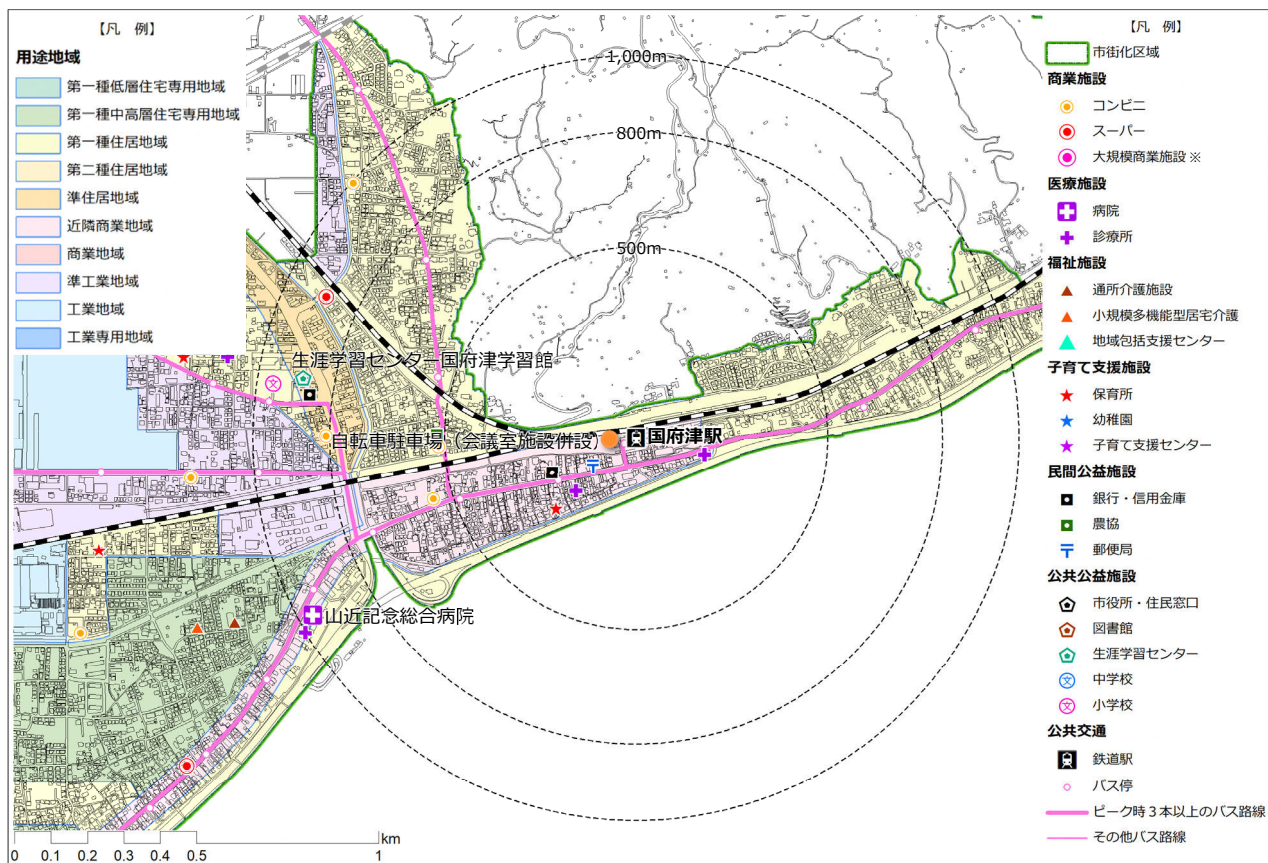 【凡　例】
用途地域
第一種低層住宅専用地域
第一種中高層住宅専用地域
第一種住居地域
第二種住居地域
準住居地域
近隣商業地域
商業地域
準工業地域
工業地域
工業専用地域
1,000m
800m
500m
生涯学習センター国府津学習館
自転車駐車場（会議室施設併設）
国府津駅
山近記念総合病院
km
0 0.1 0.2 0.3 0.4 0.5 1
【凡　例】
市街化区域
商業施設
コンビニ
スーパー
大規模商業施設 ※
医療施設
病院
診療所
福祉施設
通所介護施設
小規模多機能型居宅介護
地域包括支援センター
子育て支援施設
保育所
幼稚園
子育て支援センター
民間公益施設
銀行・信用金庫
農協
郵便局
公共公益施設
市役所・住民窓口
図書館
生涯学習センター
文 中学校
文 小学校
公共交通
鉄道駅
バス停
ピーク時３本以上のバス路線
その他バス路線